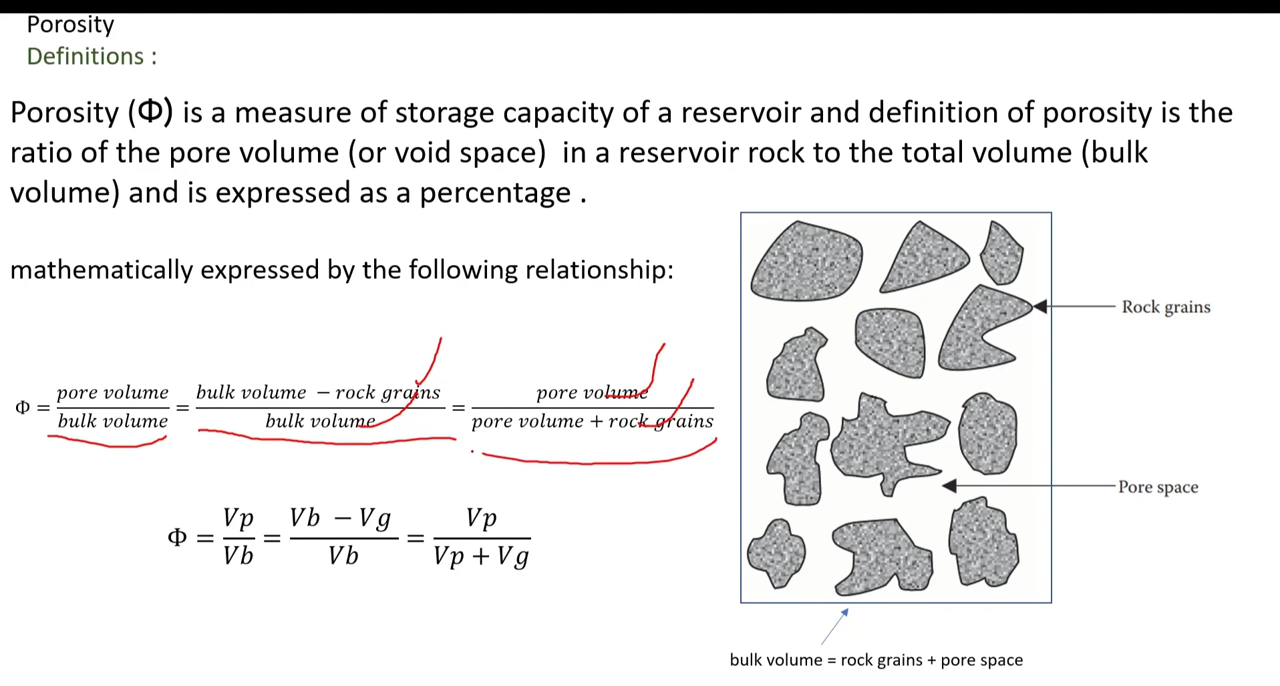 Porosity
Definitions :
Porosity (Φ) is a measure of storage capacity of a reservoir and definition of porosity is the
ratio of the pore volume (or void space) in a reservoir rock to the total volume (bulk
volume) and is expressed as a percentage .
mathematically expressed by the following relationship:
Φ = pore volume / bulk volume = bulk volume − rock grains / bulk volume = pore volume / pore volume + rock grains
Φ = Vp / Vb = Vb − Vg / Vb = Vp / Vp + Vg
Rock grains
Pore space
bulk volume = rock grains + pore space